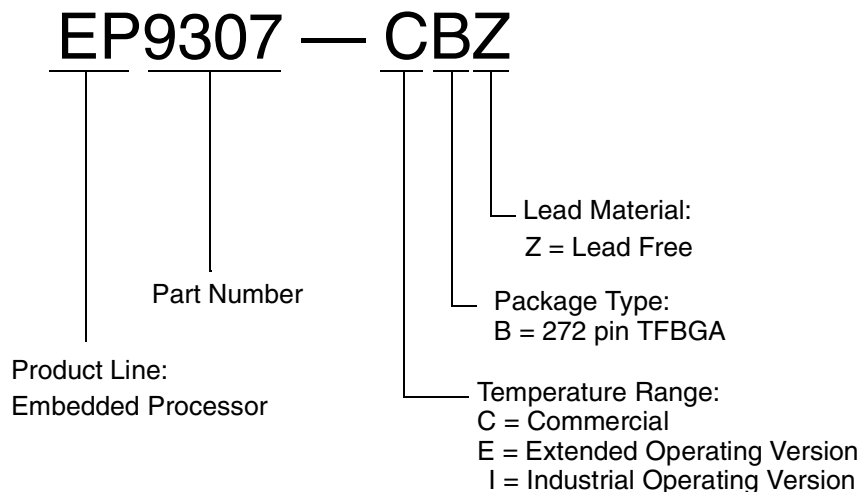 EP9307 — CBZ
Lead Material:
Z = Lead Free
Part Number
Package Type:
B = 272 pin TFBGA
Product Line:
Embedded Processor
Temperature Range:
C = Commercial
E = Extended Operating Version
I = Industrial Operating Version